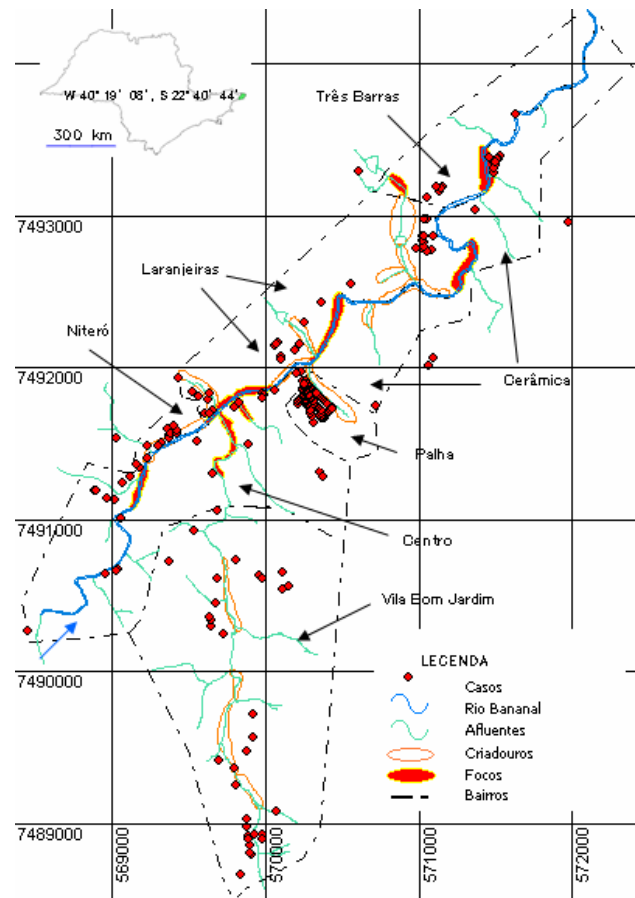 W 40° 19' 08', S 22° 40' 44'
300 km
Três Barras
7493000
Laranjeiras
Niteró
7492000
Cerâmica
Palha
7491000
Centro
Vila Bom Jardim
LEGENDA
Casos
Rio Bananal
Afluentes
Criadouros
Focos
Bairros
7490000
7489000
569000
570000
571000
572000